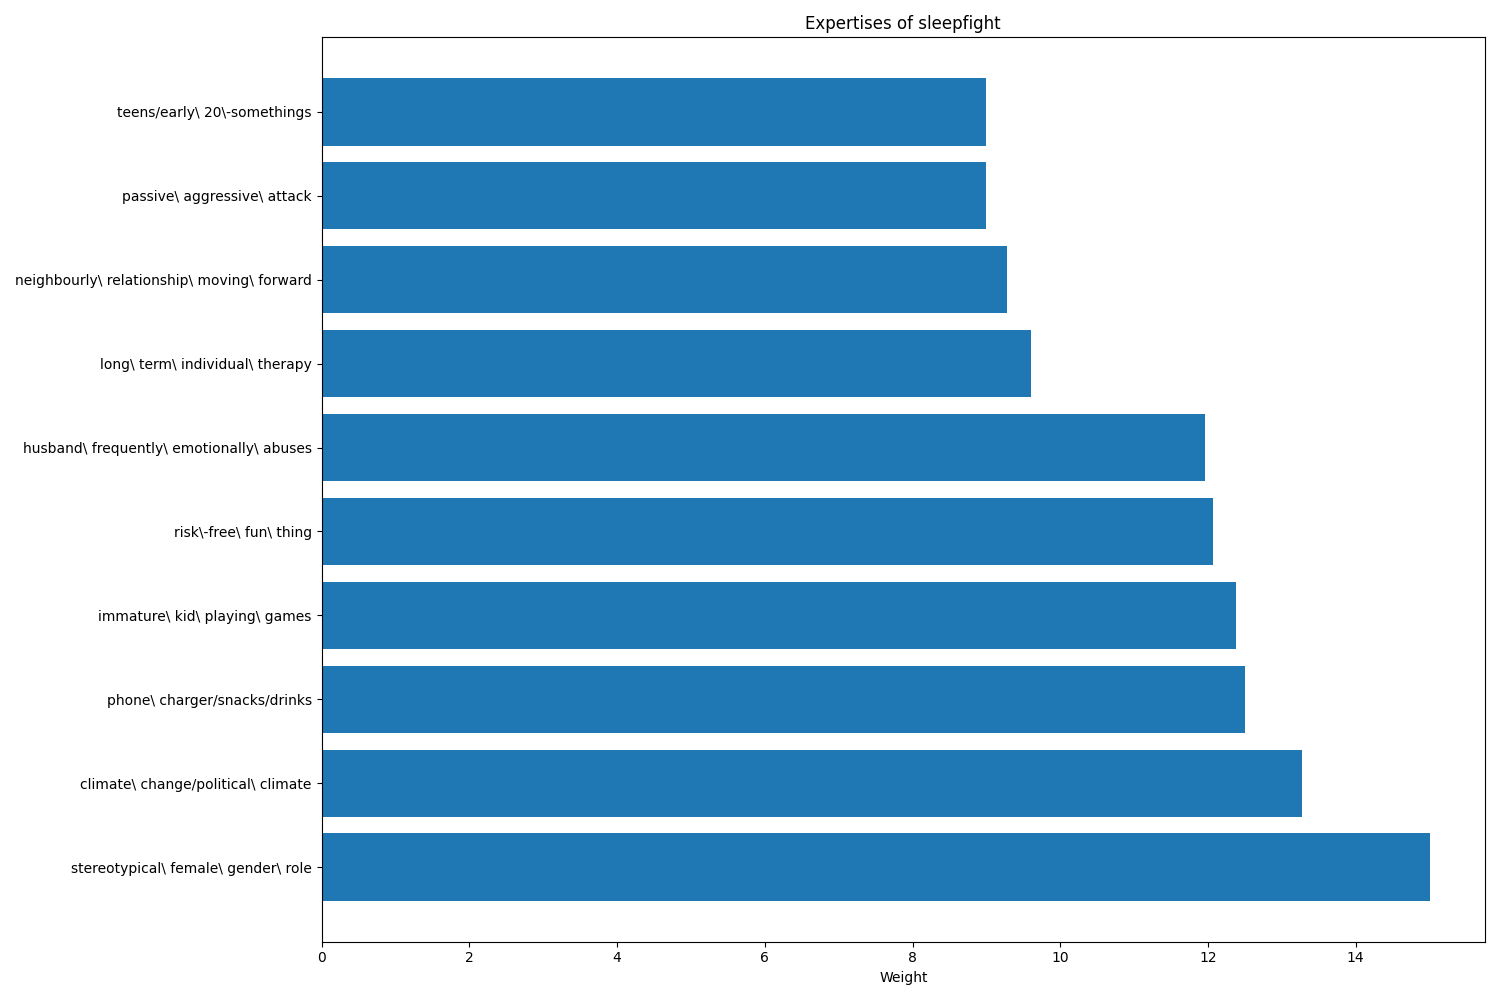 Expertises of sleepfight
teens/early\ 20\-somethings
passive\ aggressive\ attack
neighbourly\ relationship\ moving\ forward
long\ term\ individual\ therapy
husband\ frequently\ emotionally\ abuses
risk\-free\ fun\ thing
immature\ kid\ playing\ games
phone\ charger/snacks/drinks
climate\ change/political\ climate
stereotypical\ female\ gender\ role
0 2 4 6 8 10 12 14
Weight